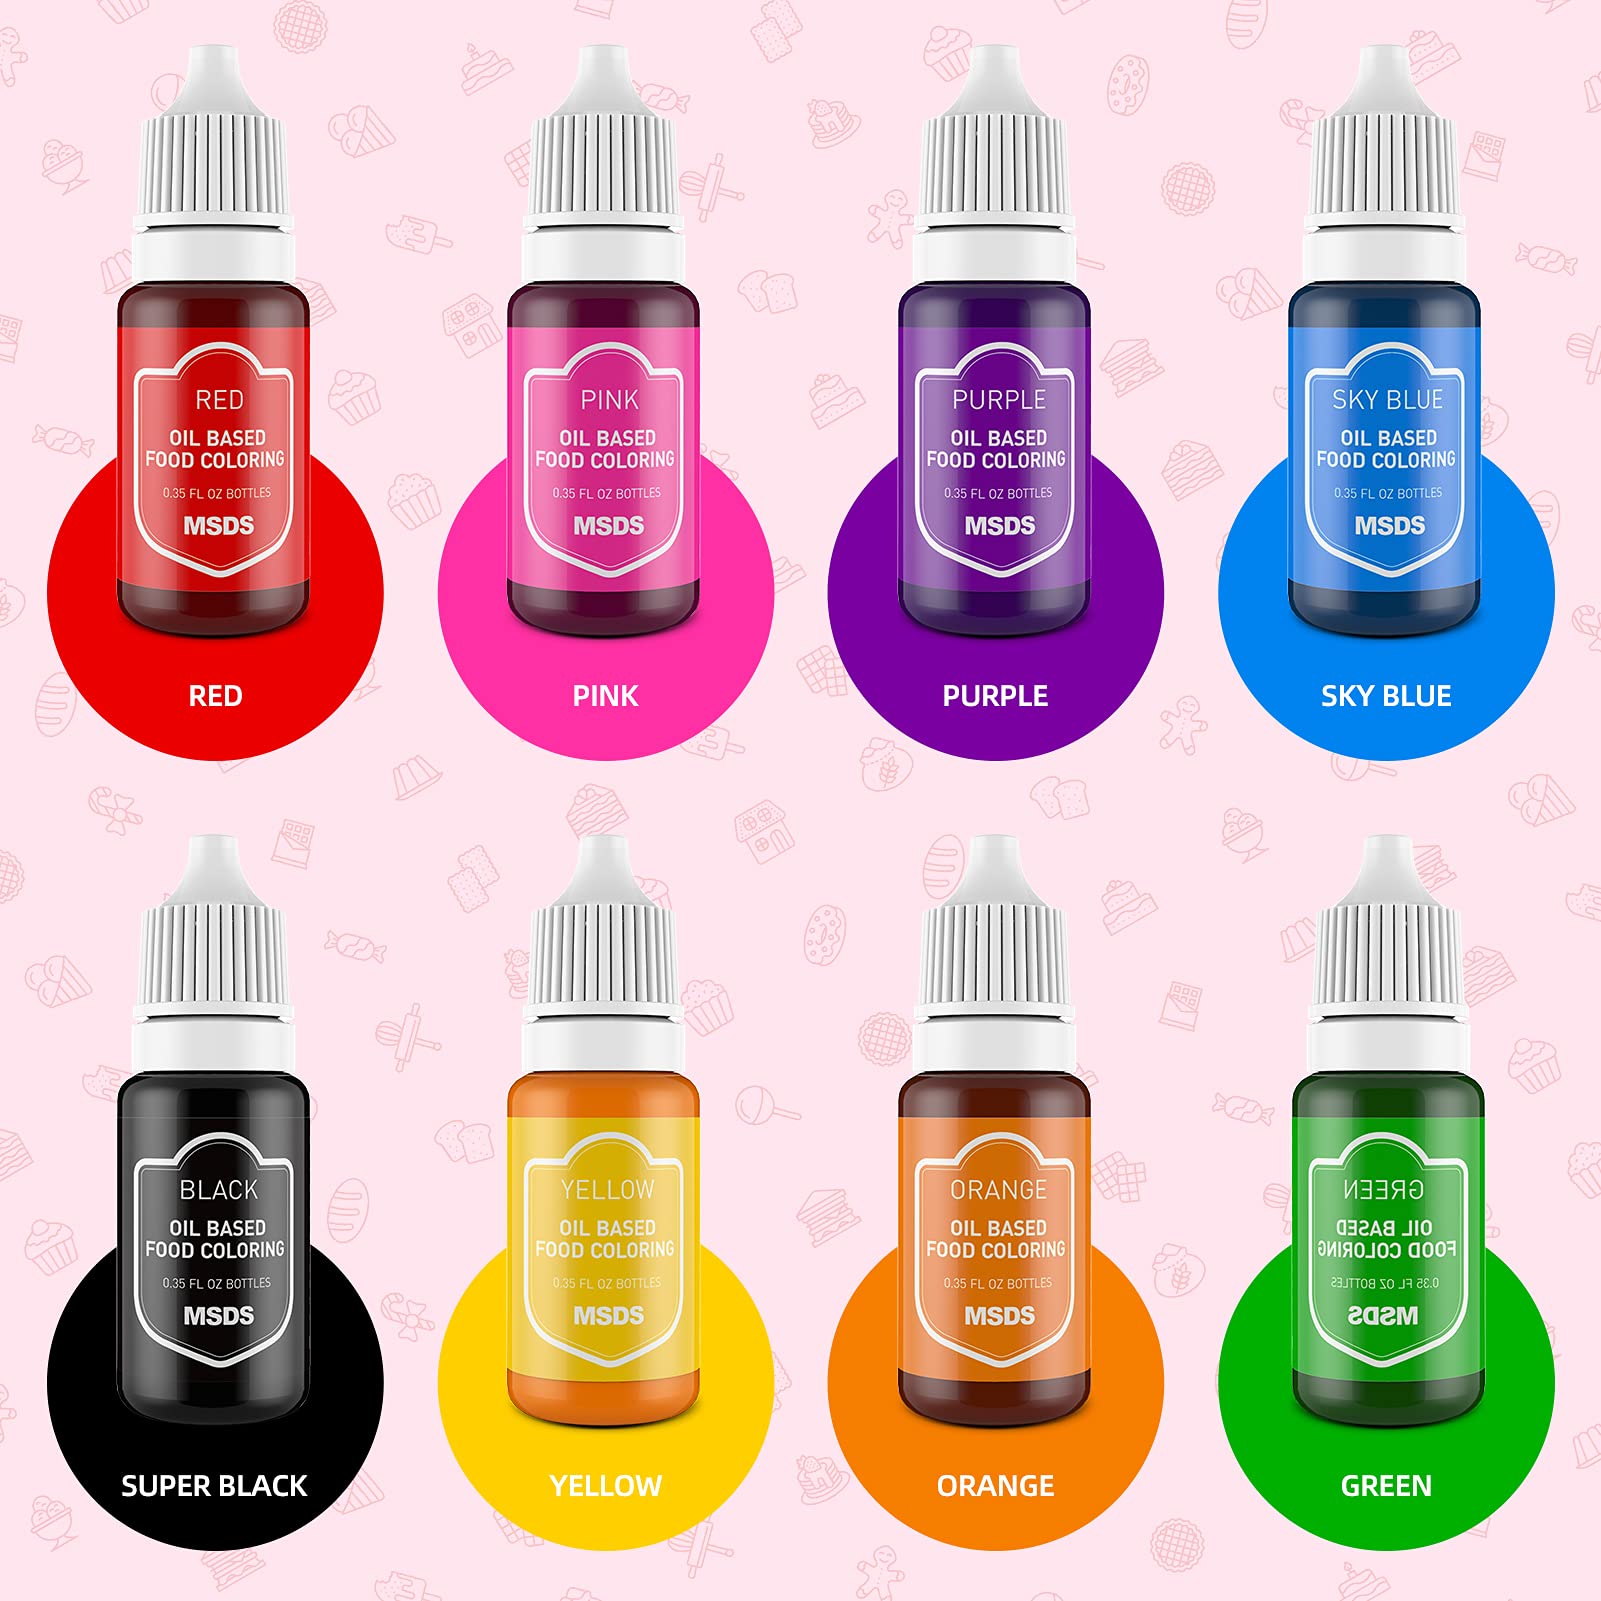 RED
OIL BASED
FOOD COLORING
0.35 FL OZ BOTTLES
MSDS
RED
PINK
OIL BASED
FOOD COLORING
0.35 FL OZ BOTTLES
MSDS
PINK
PURPLE
OIL BASED
FOOD COLORING
0.35 FL OZ BOTTLES
MSDS
PURPLE
SKY BLUE
OIL BASED
FOOD COLORING
0.35 FL OZ BOTTLES
MSDS
SKY BLUE
BLACK
OIL BASED
FOOD COLORING
0.35 FL OZ BOTTLES
MSDS
SUPER BLACK
YELLOW
OIL BASED
FOOD COLORING
0.35 FL OZ BOTTLES
MSDS
YELLOW
ORANGE
OIL BASED
FOOD COLORING
0.35 FL OZ BOTTLES
MSDS
ORANGE
GREEN
OIL BASED
FOOD COLORING
0.35 FL OZ BOTTLES
MSDS
GREEN